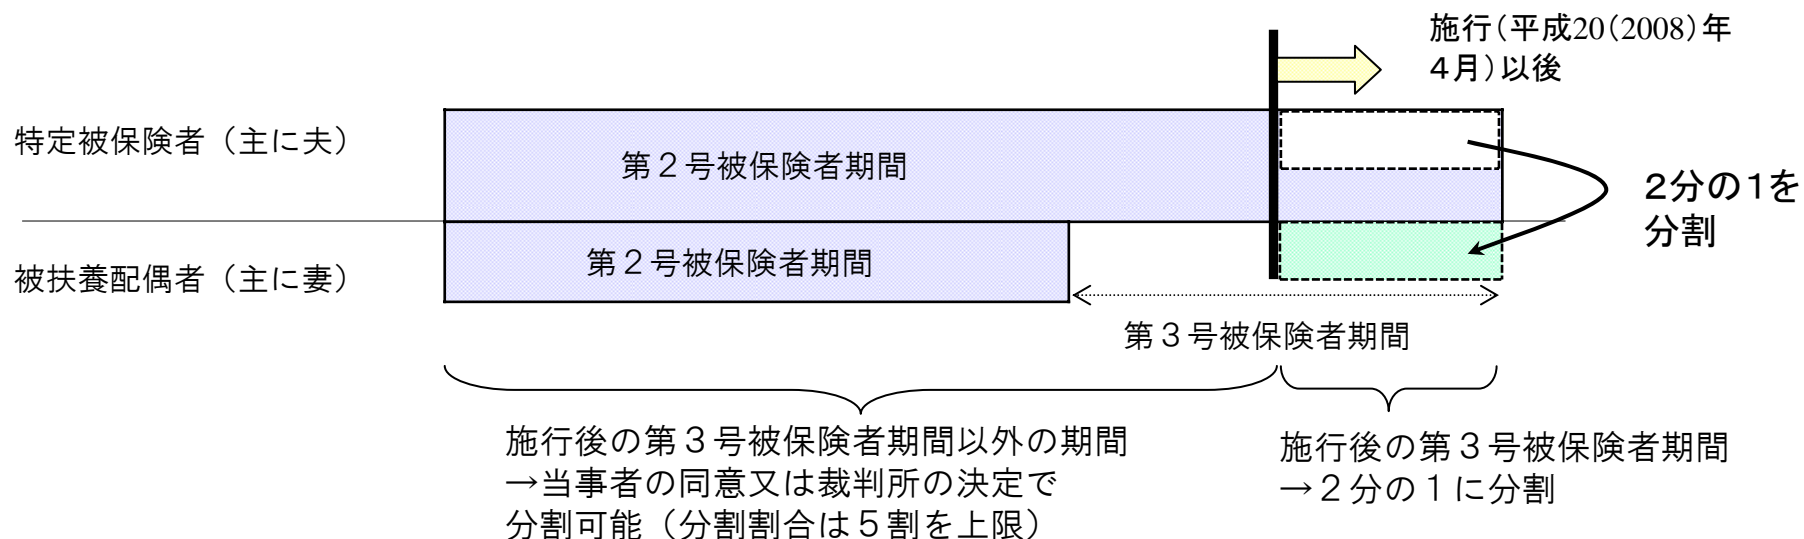 施行（平成20（2008）年
４月）以後
特定被保険者（主に夫）
第２号被保険者期間
２分の１を
分割
第２号被保険者期間
被扶養配偶者（主に妻）
第３号被保険者期間
施行後の第３号被保険者期間以外の期間
→当事者の同意又は裁判所の決定で
分割可能（分割割合は５割を上限）
施行後の第３号被保険者期間
→２分の１に分割